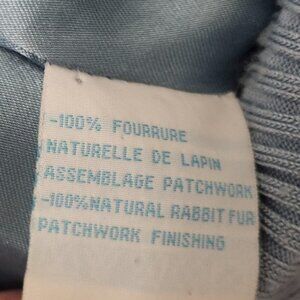 -100% FOURRURE
NATURELLE DE LAPIN
ASSEMBLAGE PATCHWORK
-100%NATURAL RABBIT FUR
PATCHWORK FINISHING